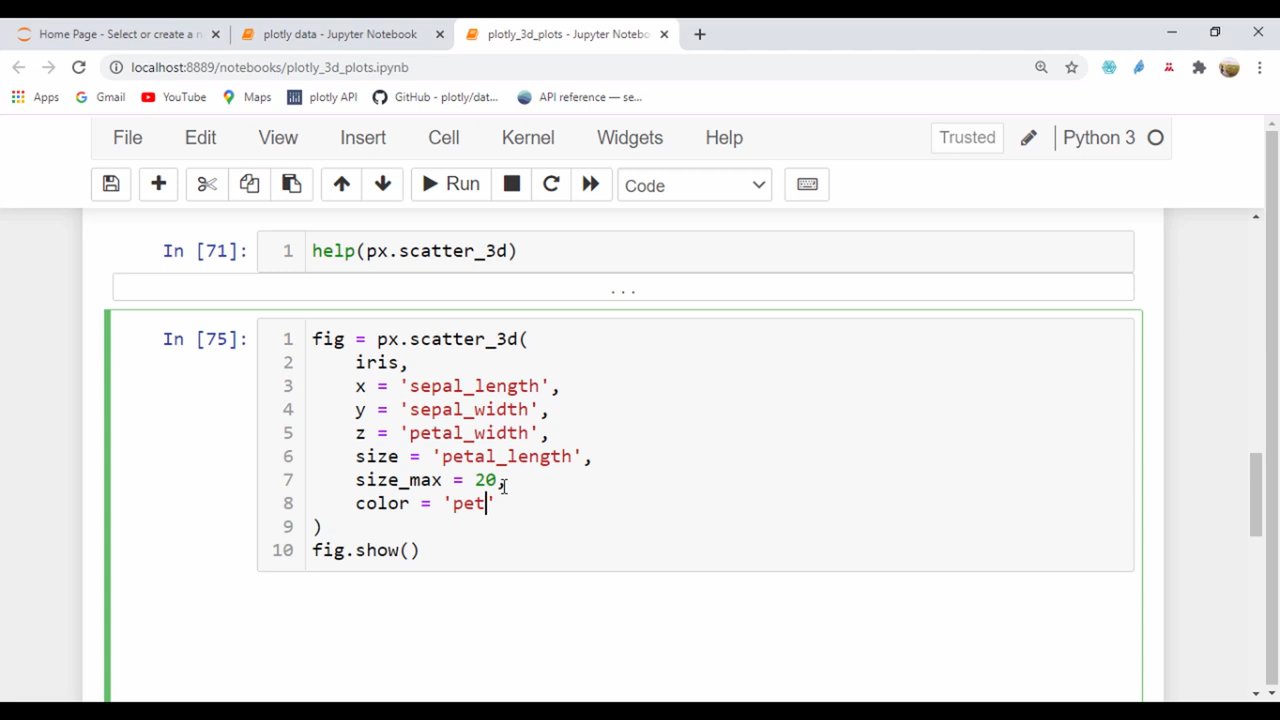 Home Page - Select or create a n
plotly data - Jupyter Notebook
plotly_3d_plots - Jupyter Notebo
localhost:8889/notebooks/plotly_3d_plots.ipynb
Apps Gmail YouTube Maps plotly API GitHub - plotly/dat... API reference — se...
File Edit View Insert Cell Kernel Widgets Help Trusted Python 3
Run Code
In [71]: 1 help(px.scatter_3d)
...
In [75]: 1 fig = px.scatter_3d(
2 iris,
3 x = 'sepal_length',
4 y = 'sepal_width',
5 z = 'petal_width',
6 size = 'petal_length',
7 size_max = 20,
8 color = 'pet'
9 )
10 fig.show()